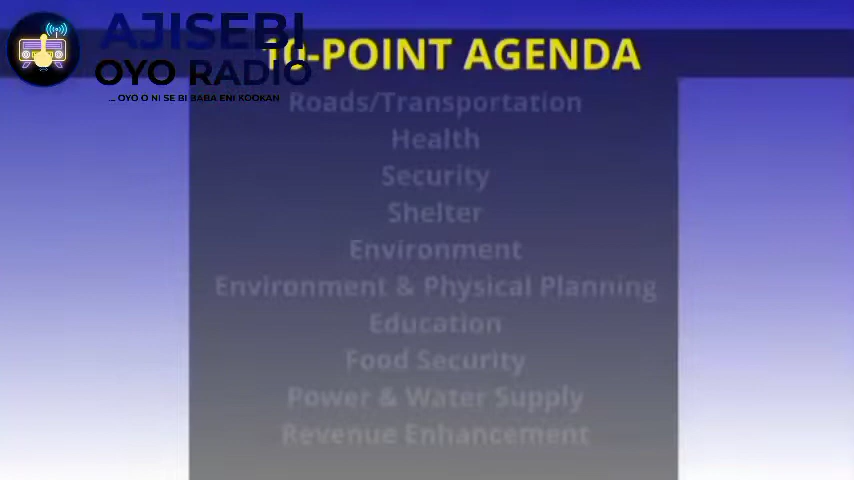 AJISEBI
OYO RADIO
... OYO O NI SE BI BABA ENI KOOKAN
10-POINT AGENDA
Roads/Transportation
Health
Security
Shelter
Environment
Environment & Physical Planning
Education
Food Security
Power & Water Supply
Revenue Enhancement